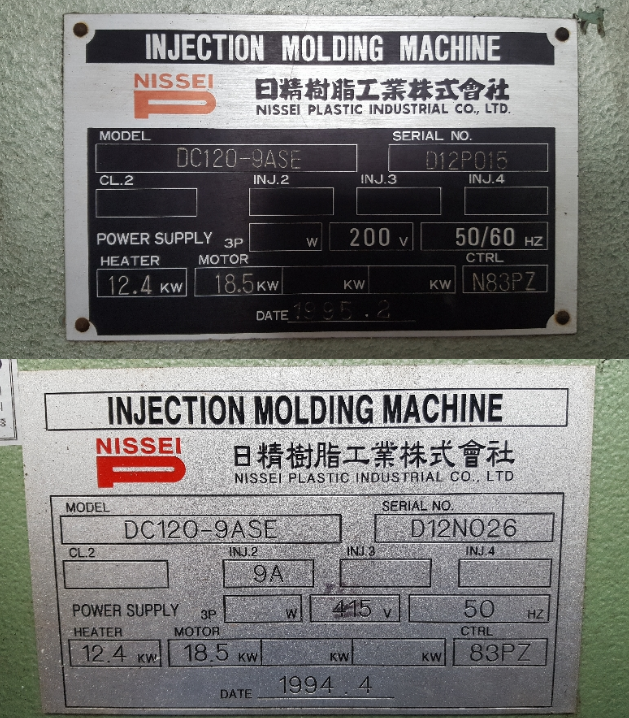 INJECTION MOLDING MACHINE
NISSEI
P
日精樹脂工業株式會社
NISSEI PLASTIC INDUSTRIAL CO., LTD.
MODEL SERIAL NO.
DC120-9ASE D12P015
CL.2 INJ.2 INJ.3 INJ.4
POWER SUPPLY 3P W 200 V 50/60 HZ
HEATER MOTOR CTRL
12.4 KW 18.5 KW KW KW N83PZ
DATE 1995.2
INJECTION MOLDING MACHINE
NISSEI
P
日精樹脂工業株式會社
NISSEI PLASTIC INDUSTRIAL CO., LTD
MODEL SERIAL NO.
DC120-9ASE D12N026
CL.2 INJ.2 INJ.3 INJ.4
9A
POWER SUPPLY 3P W 415 V 50 HZ
HEATER MOTOR CTRL
12.4 KW 18.5 KW KW KW 83PZ
DATE 1994.4